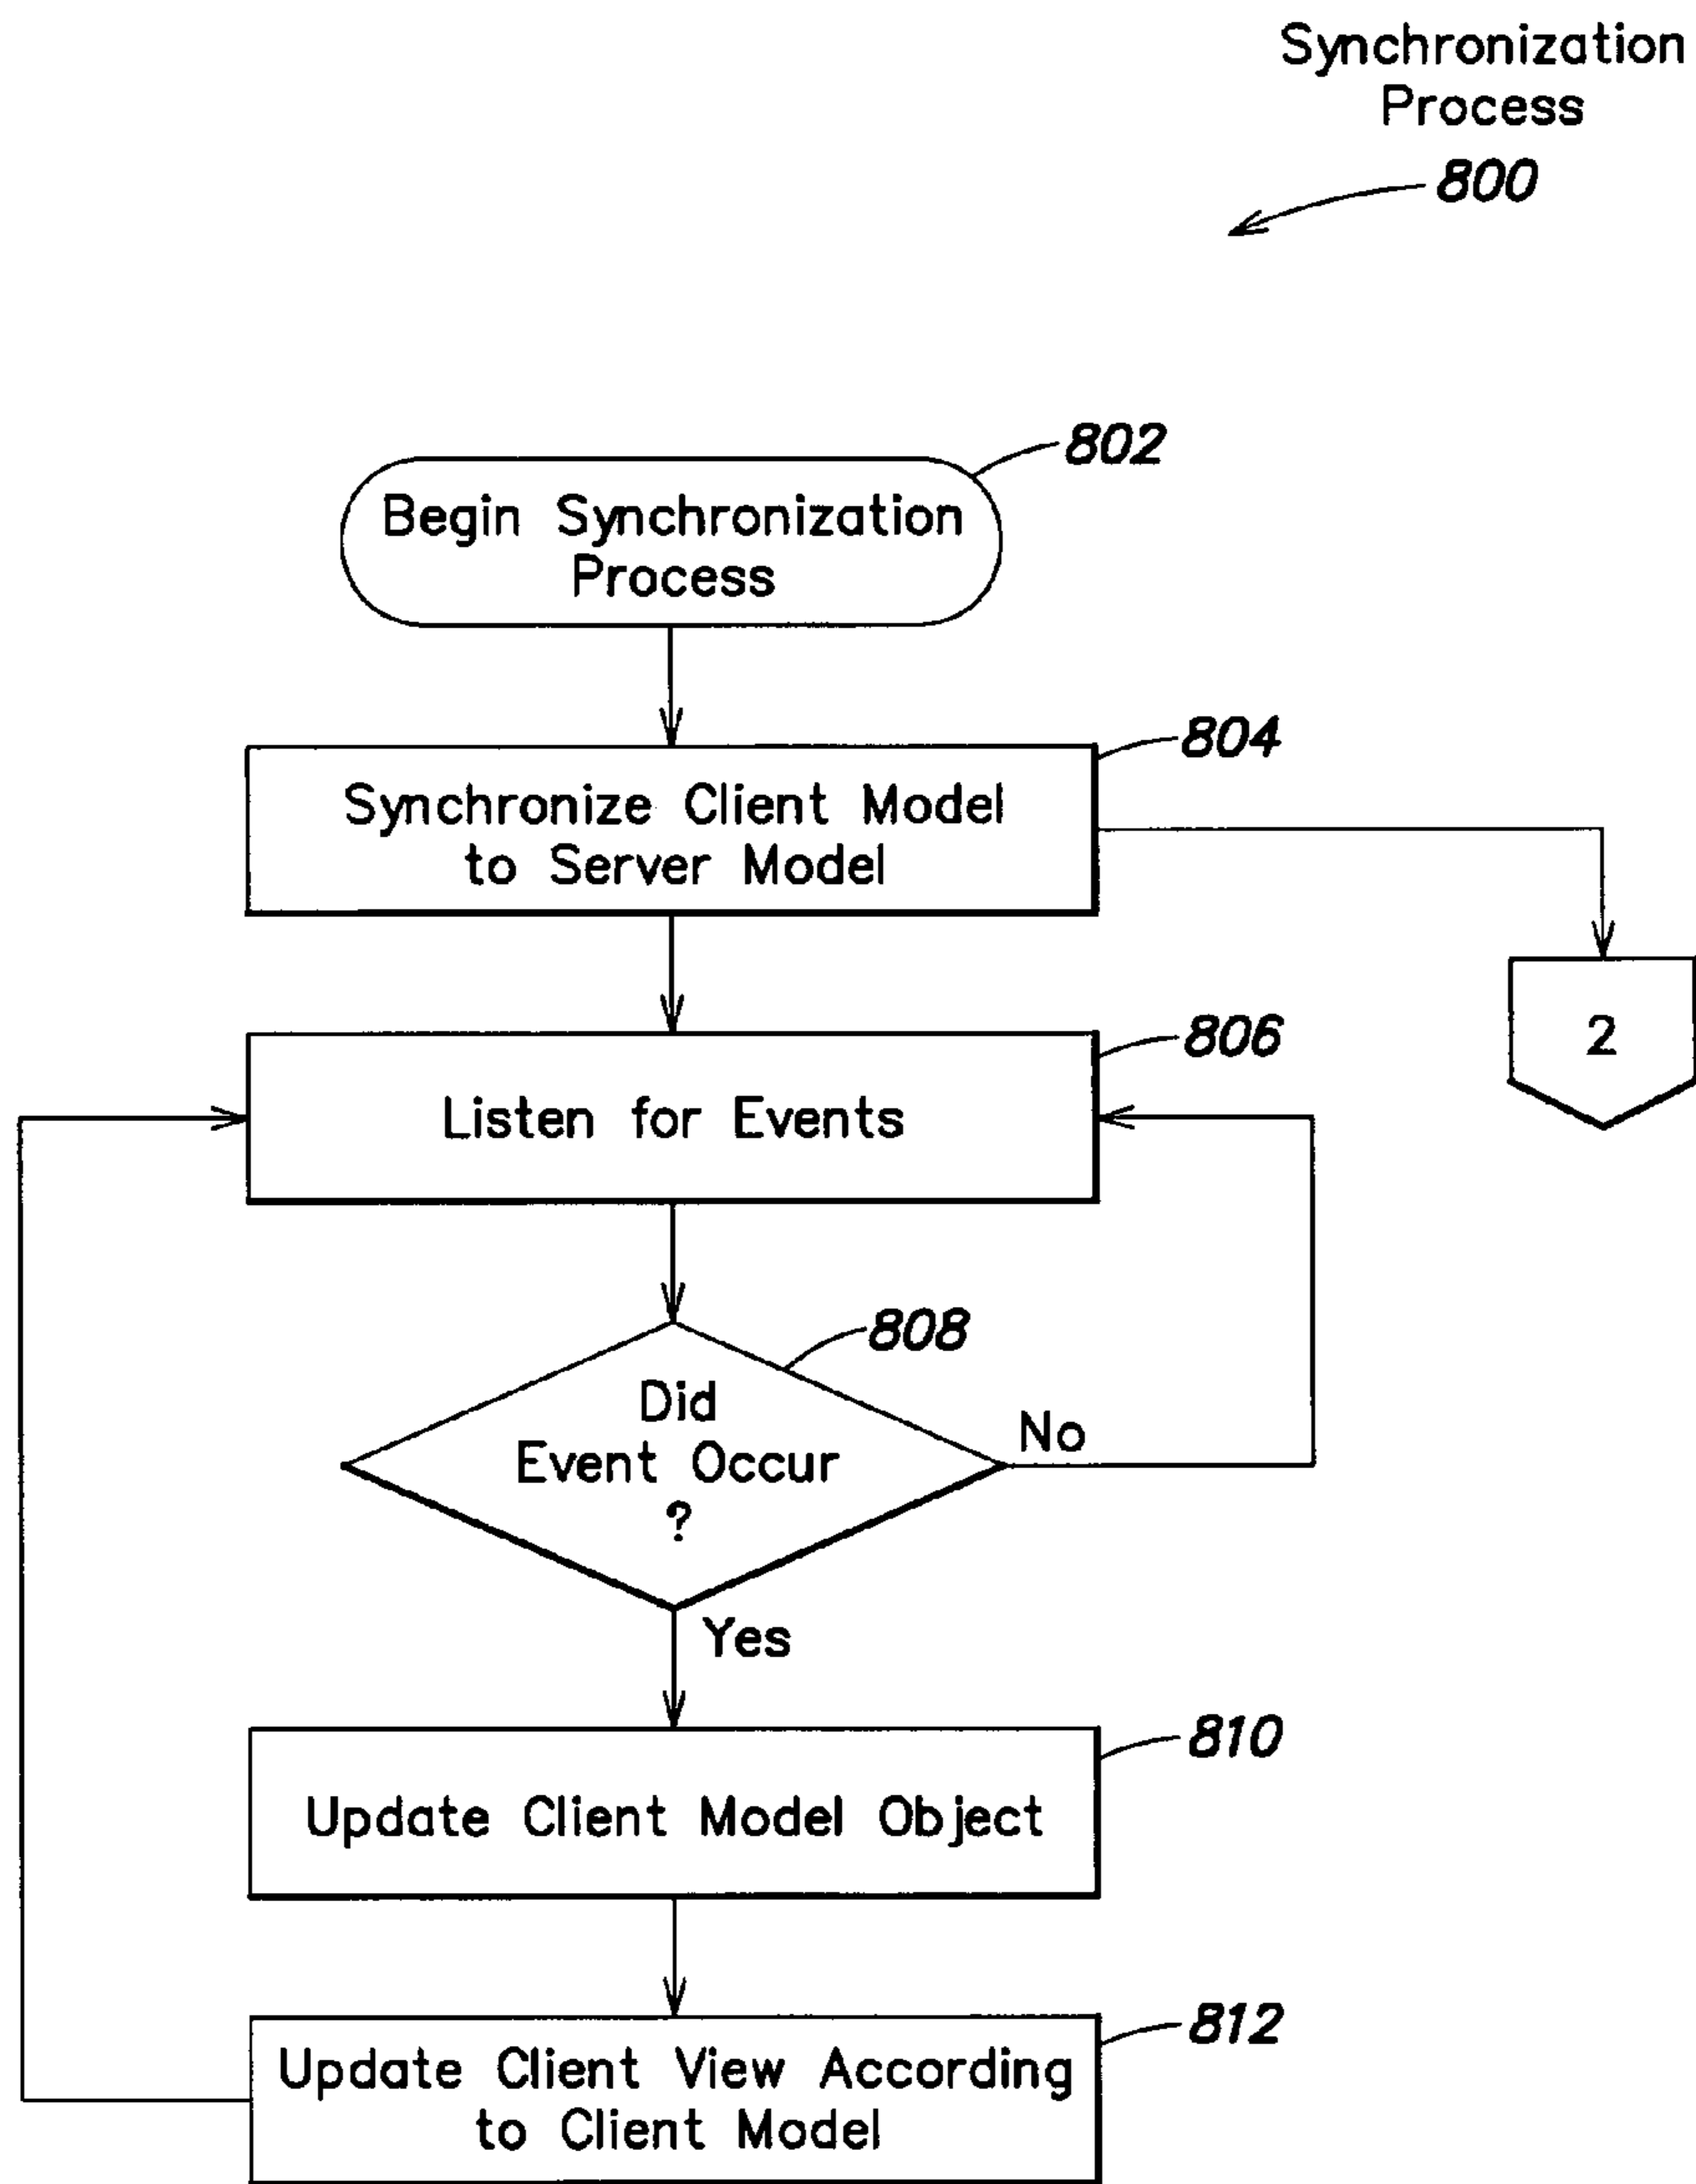 Synchronization
Process
800
802
Begin Synchronization
Process
804
Synchronize Client Model
to Server Model
806
2
Listen for Events
808
Did
Event Occur
?
No
Yes
810
Update Client Model Object
812
Update Client View According
to Client Model